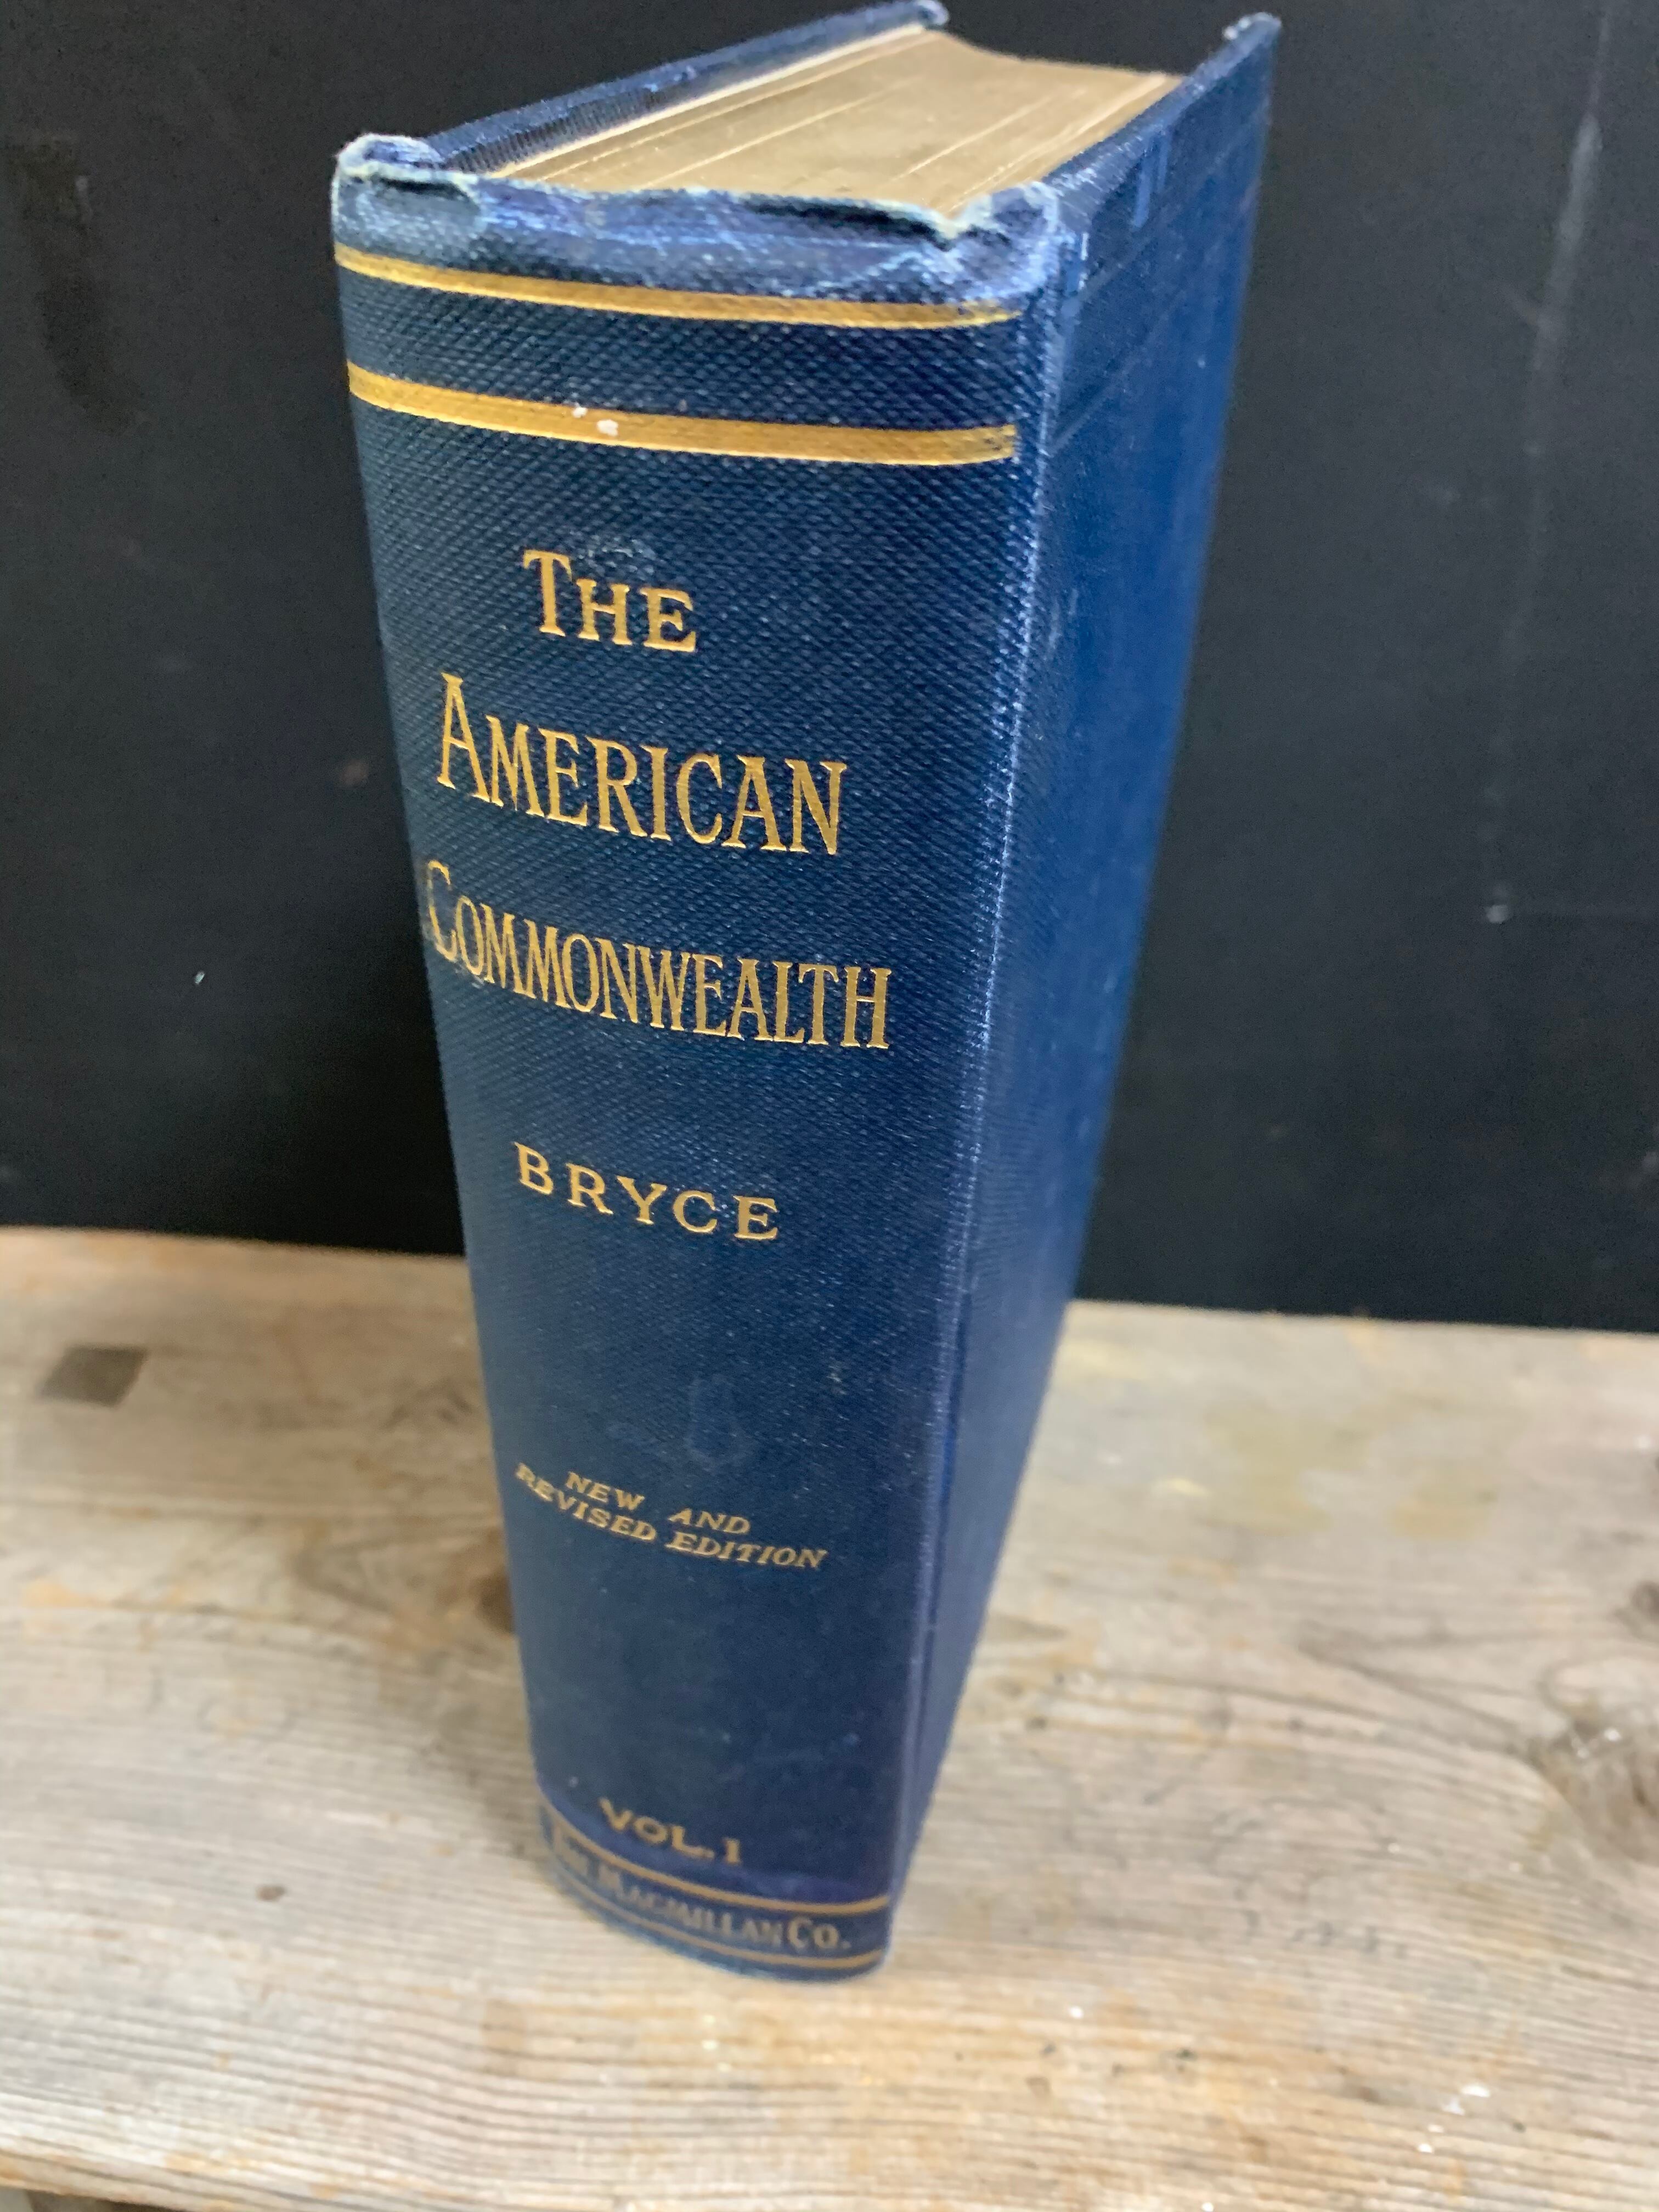 THE
AMERICAN
COMMONWEALTH
BRYCE
NEW AND
REVISED EDITION
VOL. 1
THE MACMILLAN CO.